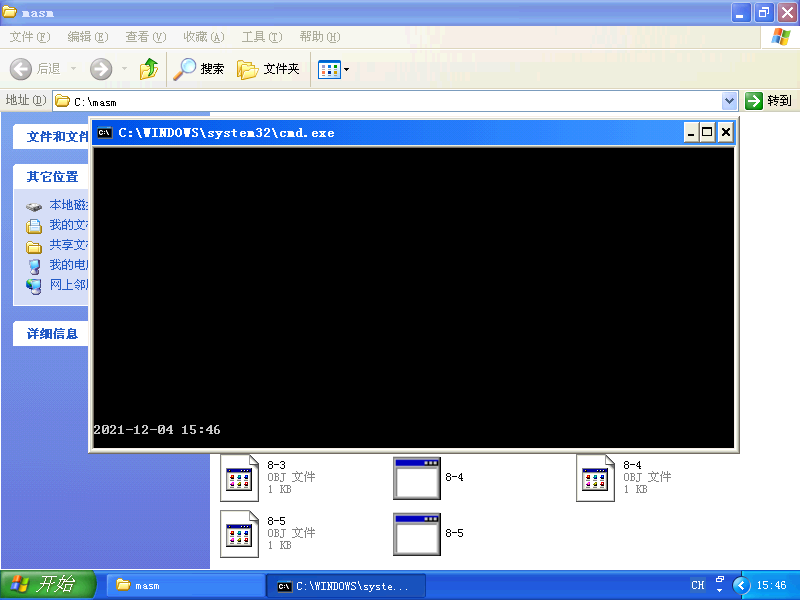 masm
文件(F) 编辑(E) 查看(V) 收藏(A) 工具(T) 帮助(H)
后退 搜索 文件夹
地址(D) C:\masm 转到
C:\WINDOWS\system32\cmd.exe
文件和文件
其它位置
本地磁
我的文
共享文
我的电
网上邻
详细信息
2021-12-04 15:46
8-3
OBJ 文件
1 KB
8-4
8-4
OBJ 文件
1 KB
8-5
OBJ 文件
1 KB
8-5
开始 masm C:\WINDOWS\syste... CH 15:46